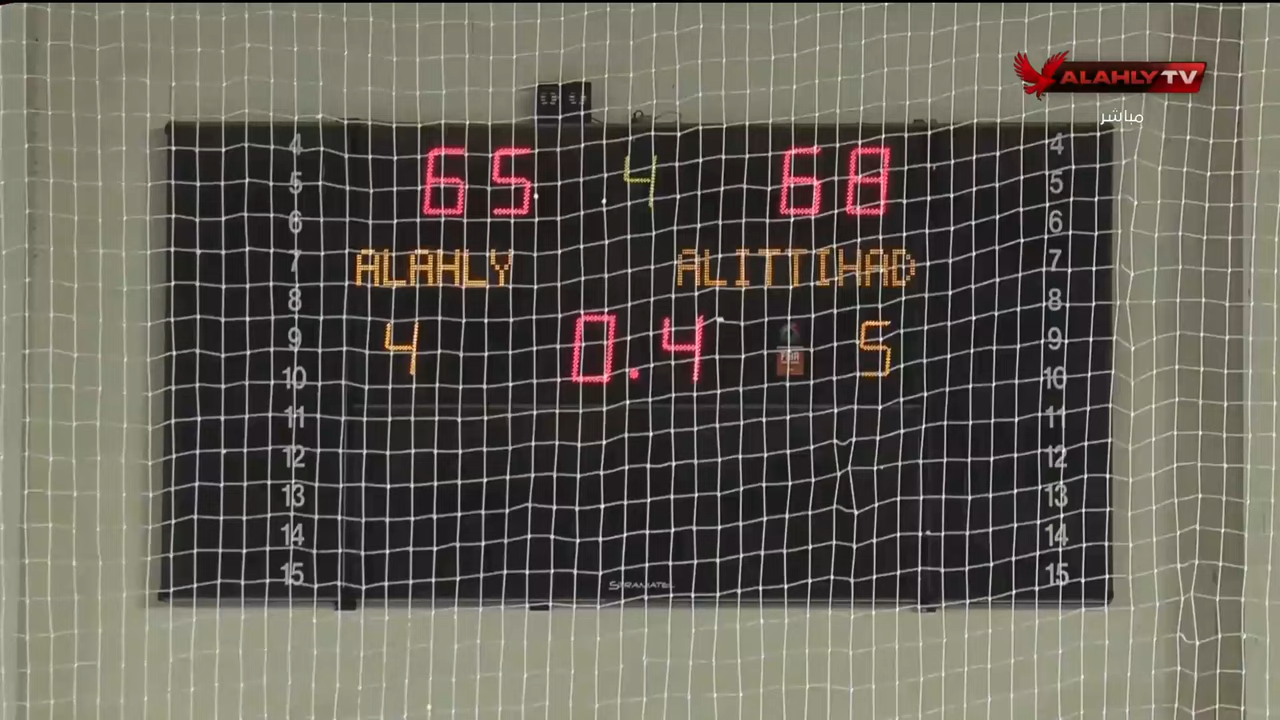 ALAHLY TV
مباشر
65 4 68
ALAHLY ALITTIHAD
4 0.4 5
4 4
5 5
6 6
7 7
8 8
9 9
10 10
11 11
12 12
13 13
14 14
15 15